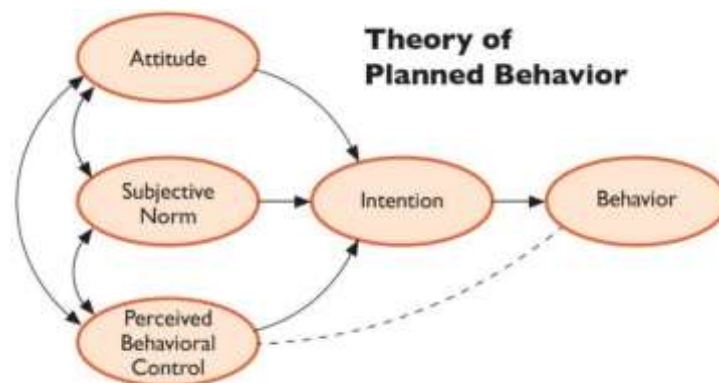 Theory of
Planned Behavior
Attitude
Subjective
Norm
Intention
Behavior
Perceived
Behavioral
Control